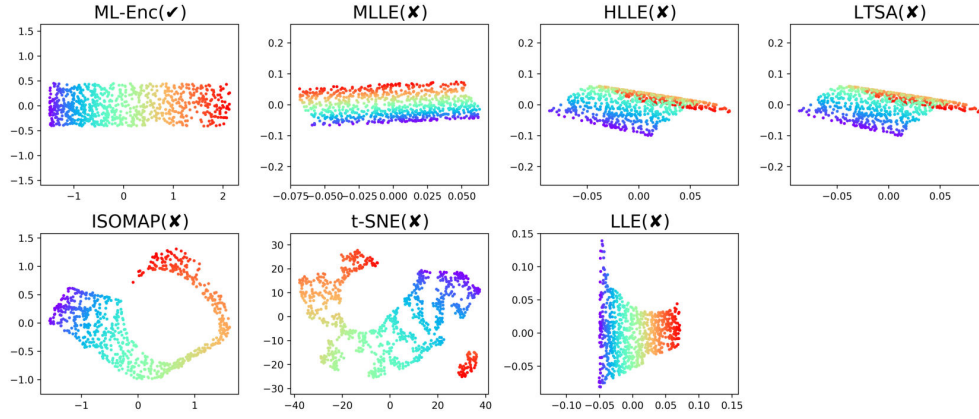 ML-Enc(✔)
1.5
1.0
0.5
0.0
−0.5
−1.0
−1.5
−1 0 1 2
MLLE(✘)
0.2
0.1
0.0
−0.1
−0.2
−0.075 −0.050 −0.025 0.000 0.025 0.050
HLLE(✘)
0.2
0.1
0.0
−0.1
−0.2
−0.05 0.00 0.05
LTSA(✘)
0.2
0.1
0.0
−0.1
−0.2
−0.05 0.00 0.05
ISOMAP(✘)
1.5
1.0
0.5
0.0
−0.5
−1.0
−1 0 1
t-SNE(✘)
30
20
10
0
−10
−20
−30
−40 −20 0 20 40
LLE(✘)
0.15
0.10
0.05
0.00
−0.05
−0.10 −0.05 0.00 0.05 0.10 0.15